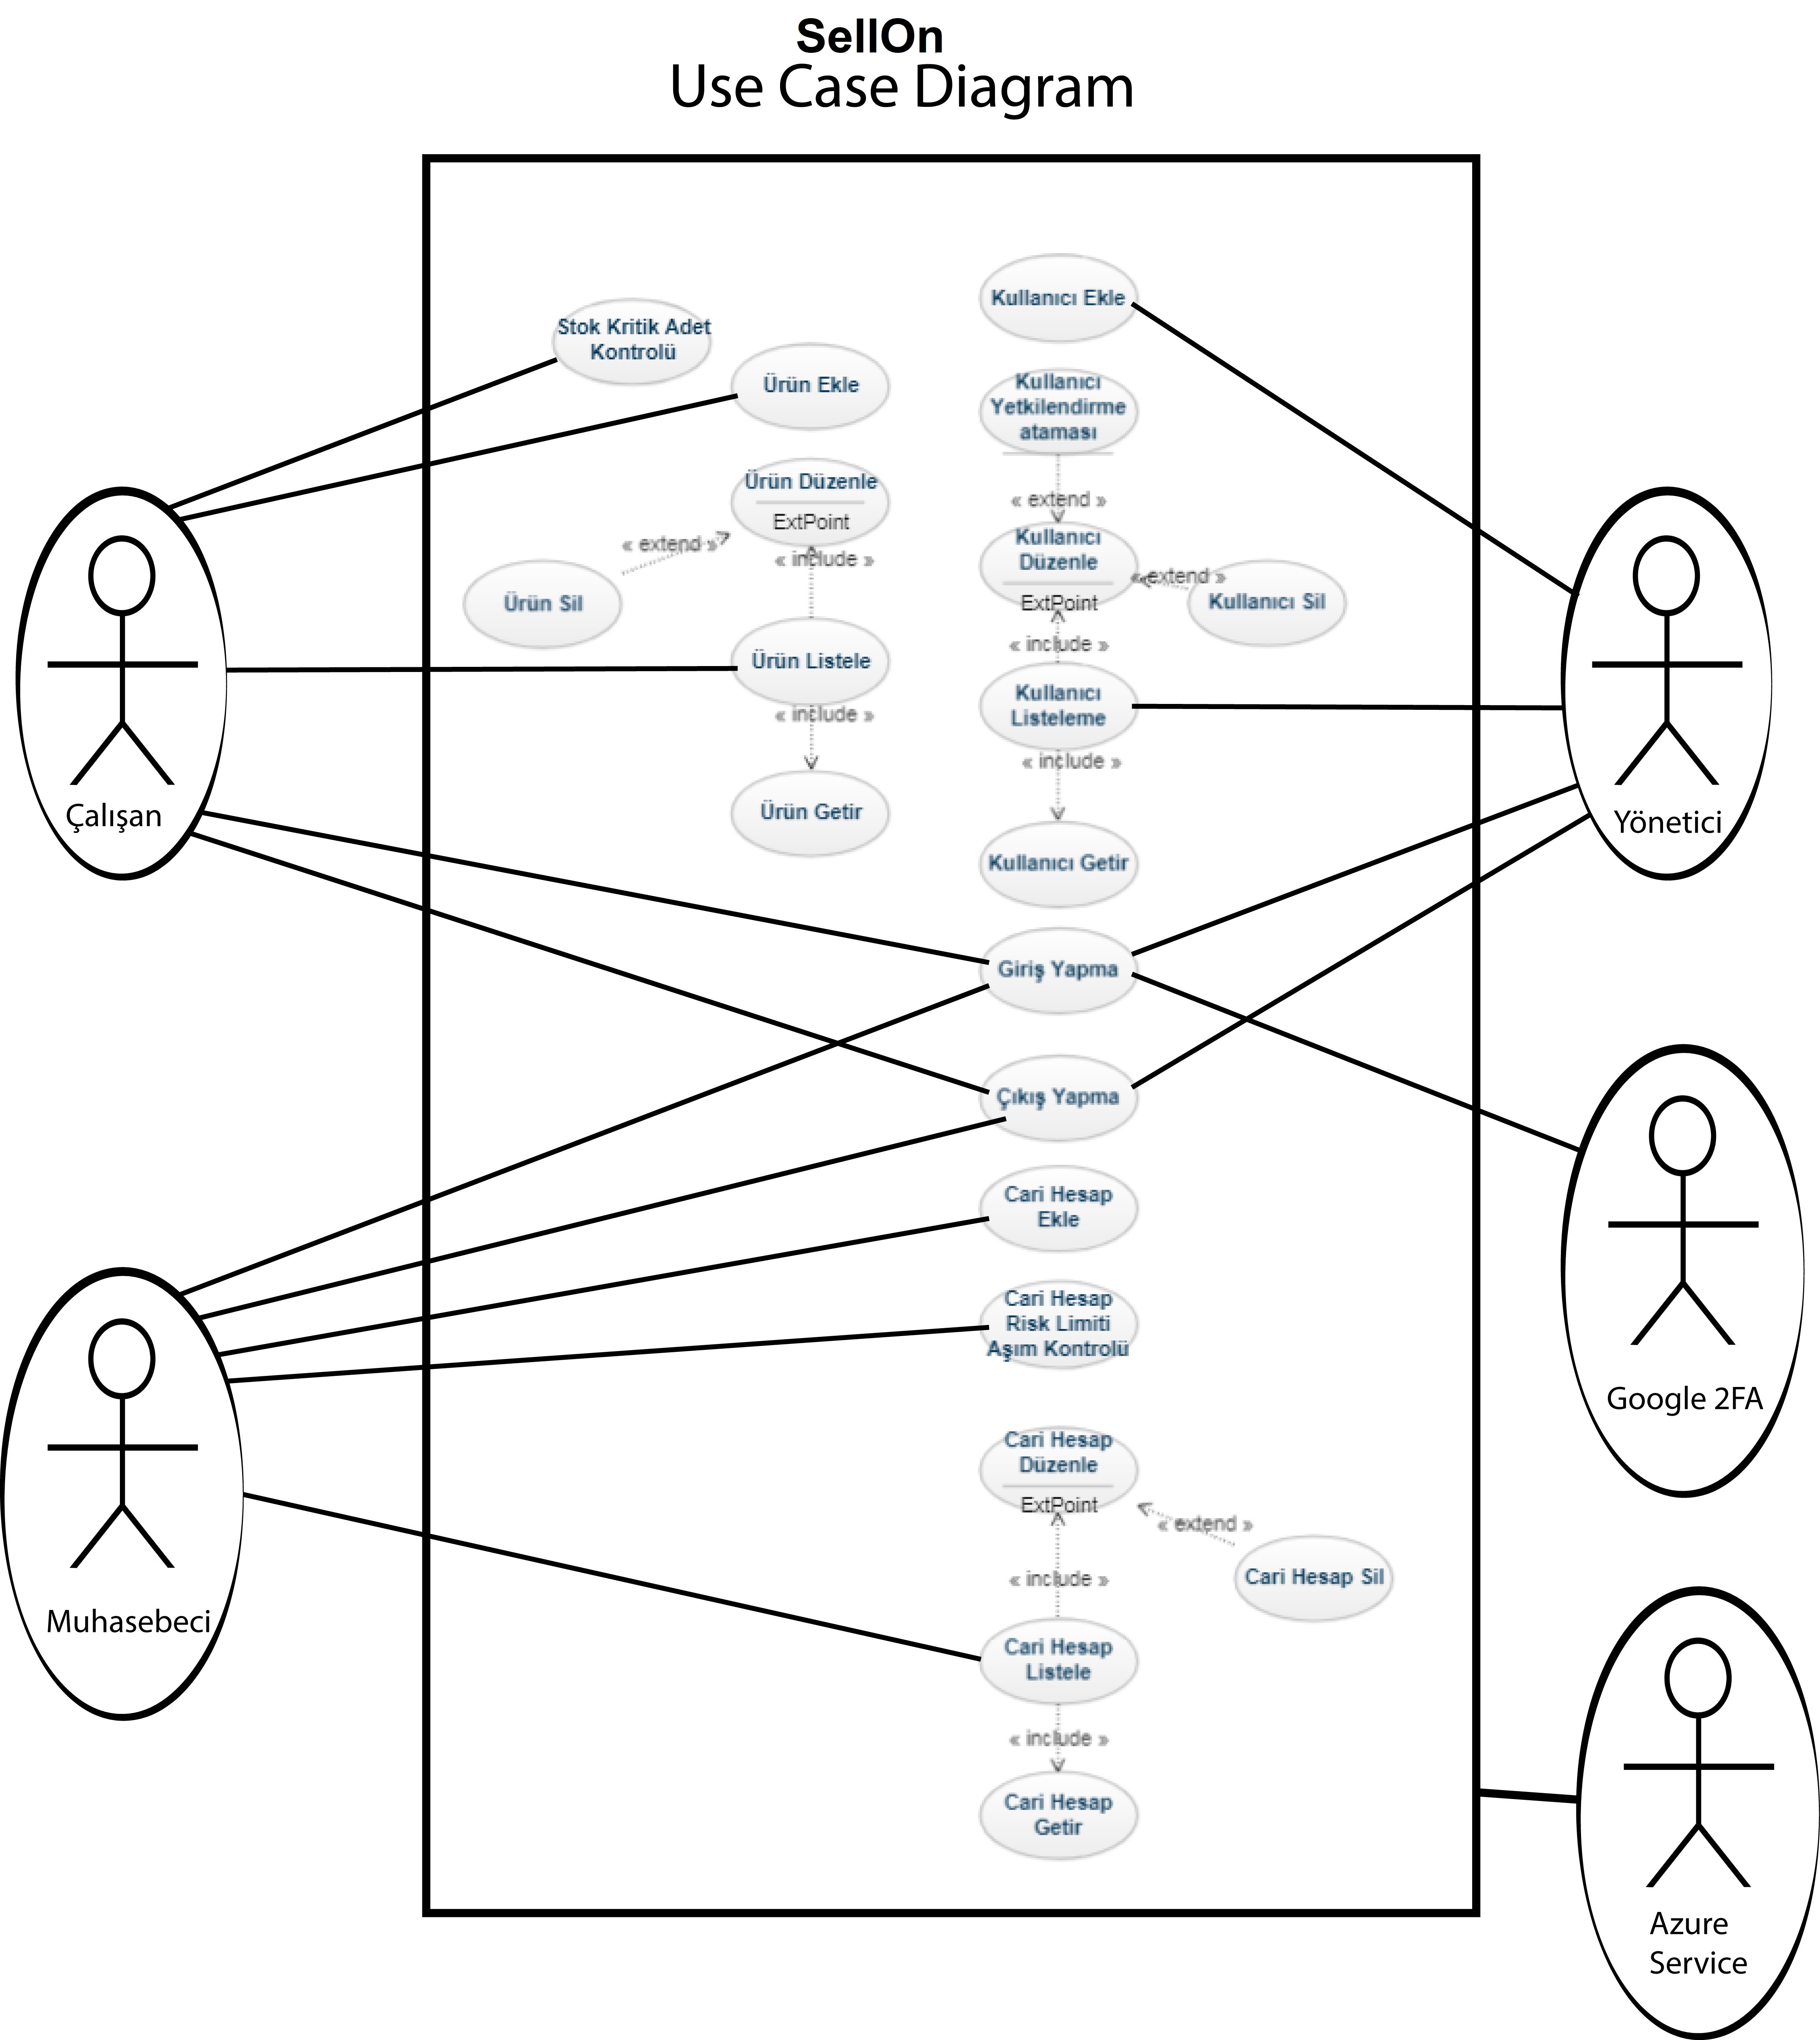 SellOn
Use Case Diagram
Kullanıcı Ekle
Stok Kritik Adet
Kontrolü
Ürün Ekle
Kullanıcı
Yetkilendirme
ataması
Ürün Düzenle
ExtPoint
« extend »
« extend »
« include »
Ürün Sil
Kullanıcı
Düzenle
ExtPoint
« extend »
Kullanıcı Sil
« include »
Ürün Listele
Kullanıcı
Listeleme
« include »
« include »
Ürün Getir
Kullanıcı Getir
Çalışan
Yönetici
Giriş Yapma
Çıkış Yapma
Cari Hesap
Ekle
Cari Hesap
Risk Limiti
Aşım Kontrolü
Google 2FA
Cari Hesap
Düzenle
ExtPoint
« extend »
« include »
Cari Hesap Sil
Muhasebeci
Cari Hesap
Listele
« include »
Cari Hesap
Getir
Azure
Service